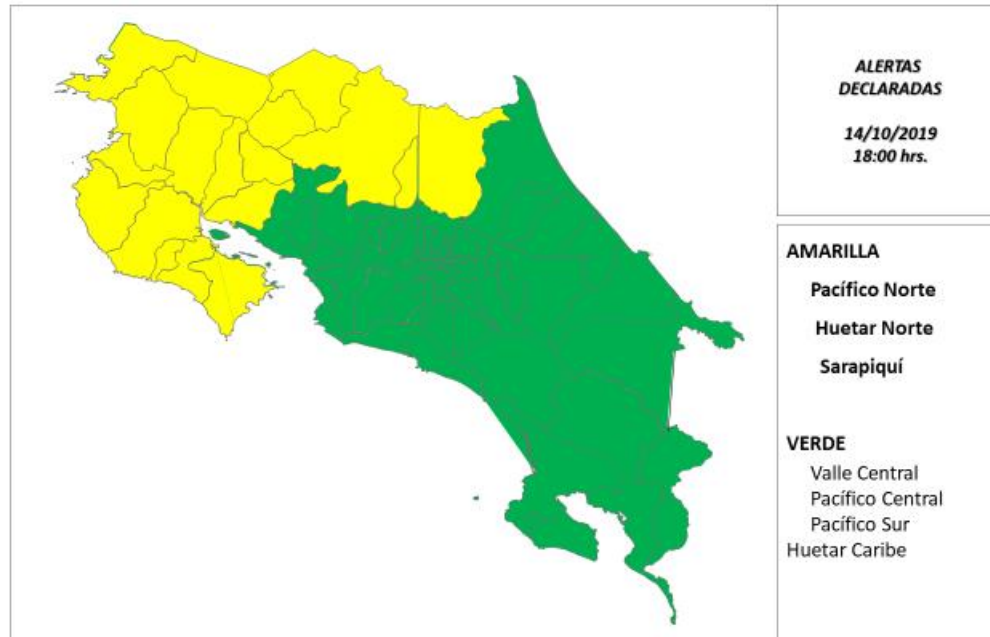 ALERTAS
DECLARADAS
14/10/2019
18:00 hrs.
AMARILLA
Pacífico Norte
Huetar Norte
Sarapiquí
VERDE
Valle Central
Pacífico Central
Pacífico Sur
Huetar Caribe